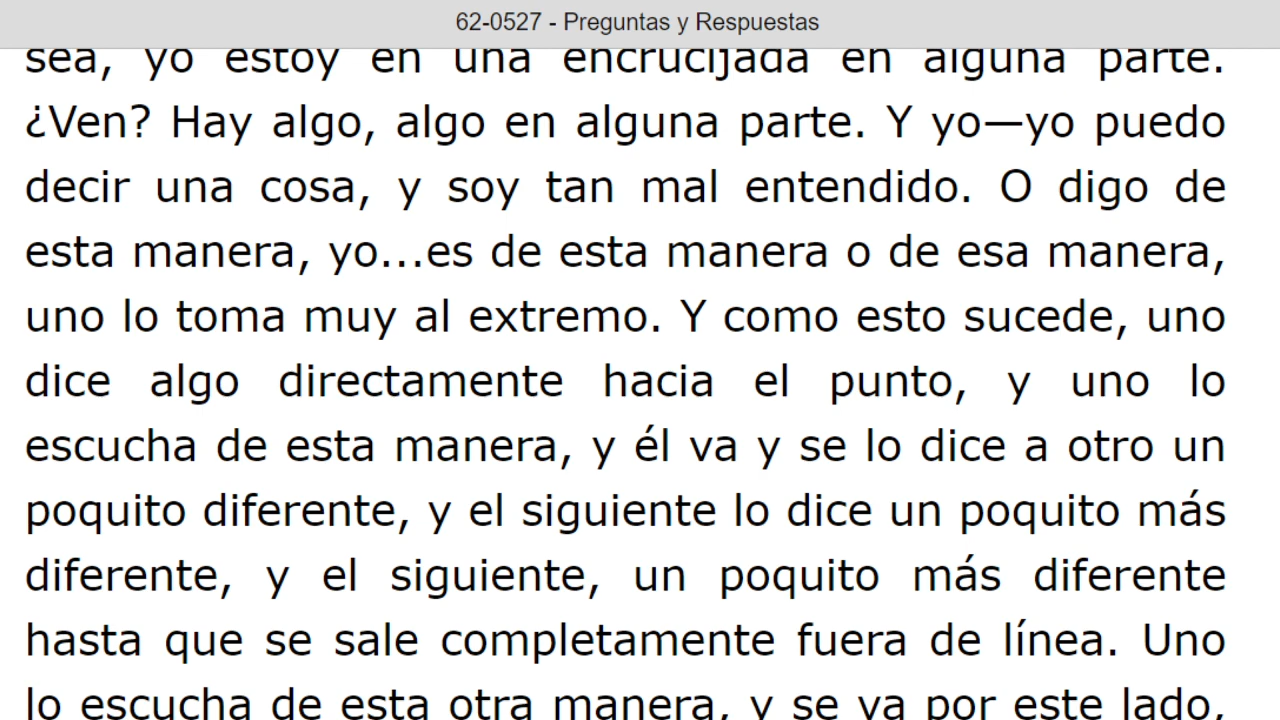 62-0527 - Preguntas y Respuestas
sea, yo estoy en una encrucijada en alguna parte.
¿Ven? Hay algo, algo en alguna parte. Y yo—yo puedo
decir una cosa, y soy tan mal entendido. O digo de
esta manera, yo...es de esta manera o de esa manera,
uno lo toma muy al extremo. Y como esto sucede, uno
dice algo directamente hacia el punto, y uno lo
escucha de esta manera, y él va y se lo dice a otro un
poquito diferente, y el siguiente lo dice un poquito más
diferente, y el siguiente, un poquito más diferente
hasta que se sale completamente fuera de línea. Uno
lo escucha de esta otra manera, y se va por este lado,